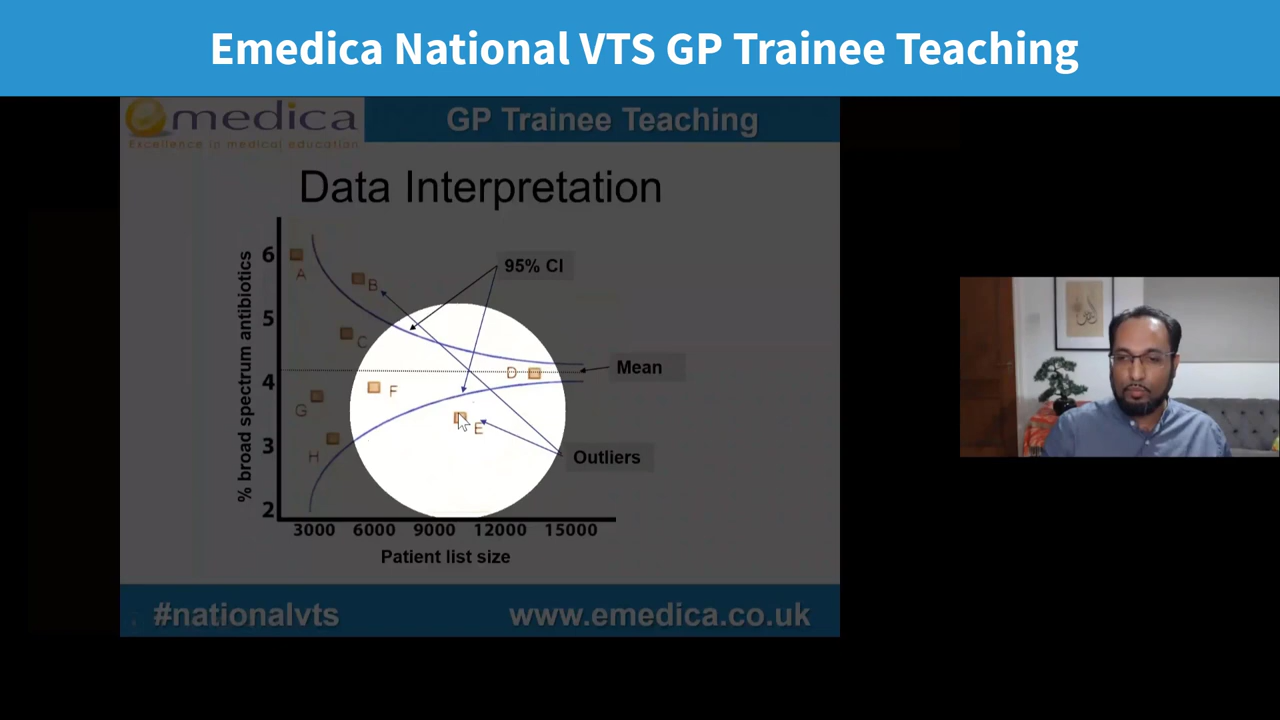 Emedica National VTS GP Trainee Teaching
emedica
Excellence in medical education
GP Trainee Teaching
Data Interpretation
% broad spectrum antibiotics
6
5
4
3
2
A
B
C
D
E
F
G
H
95% CI
Mean
Outliers
3000 6000 9000 12000 15000
Patient list size
#nationalvts
www.emedica.co.uk